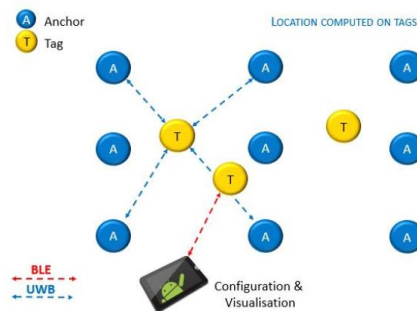 A Anchor
T Tag
LOCATION COMPUTED ON TAGS
A A A
T T
A A A
T
A A A
BLE
UWB
Configuration &
Visualisation